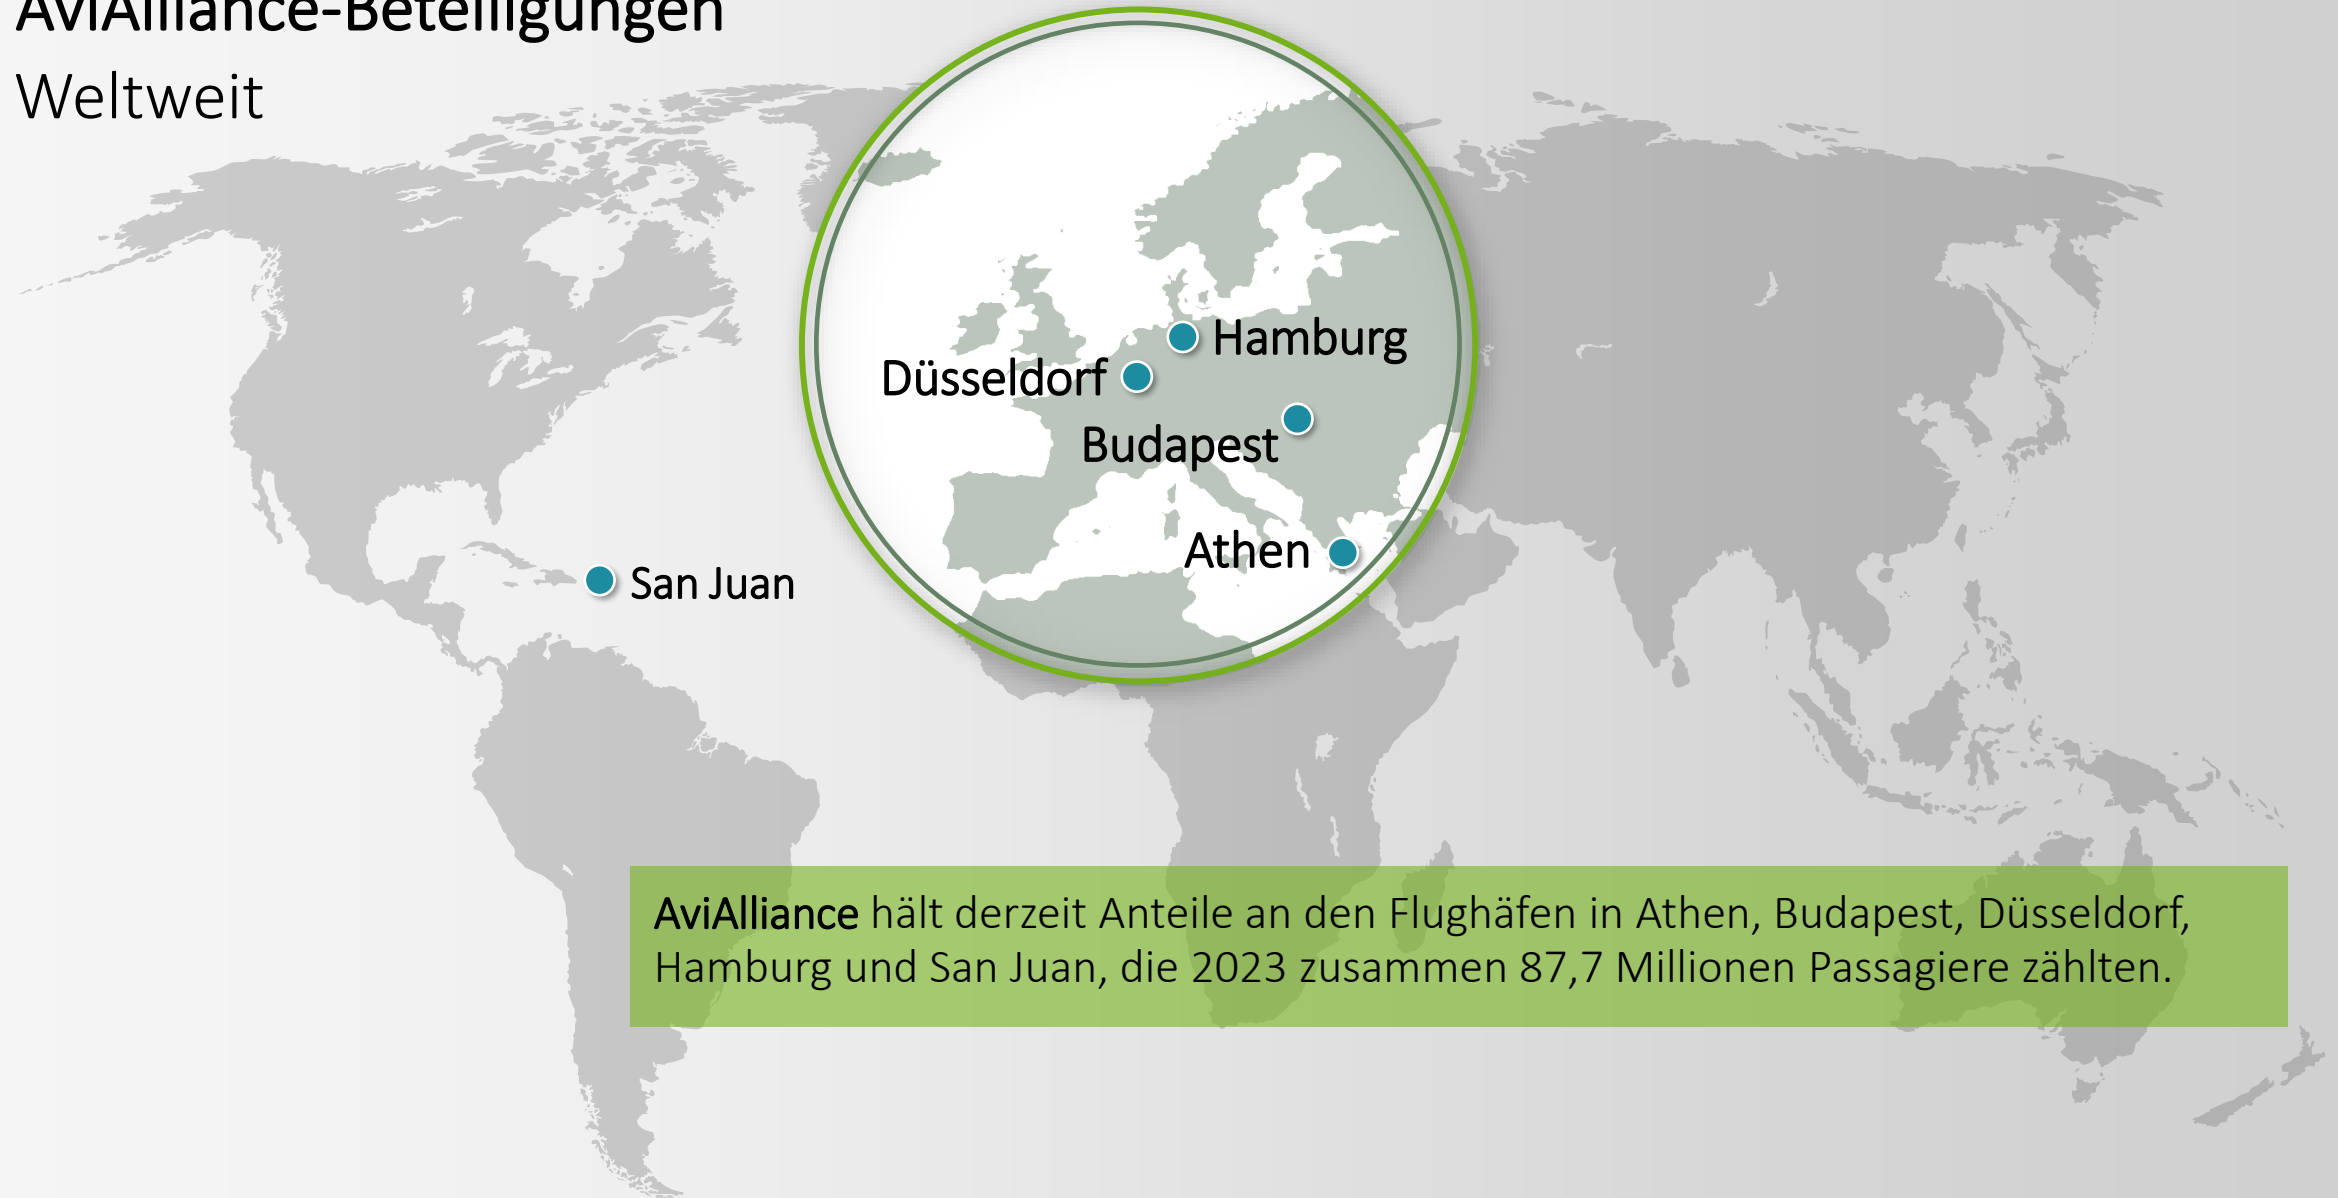 AviAlliance-Beteiligungen
Weltweit
Hamburg
Düsseldorf
Budapest
Athen
San Juan
AviAlliance hält derzeit Anteile an den Flughäfen in Athen, Budapest, Düsseldorf,
Hamburg und San Juan, die 2023 zusammen 87,7 Millionen Passagiere zählten.